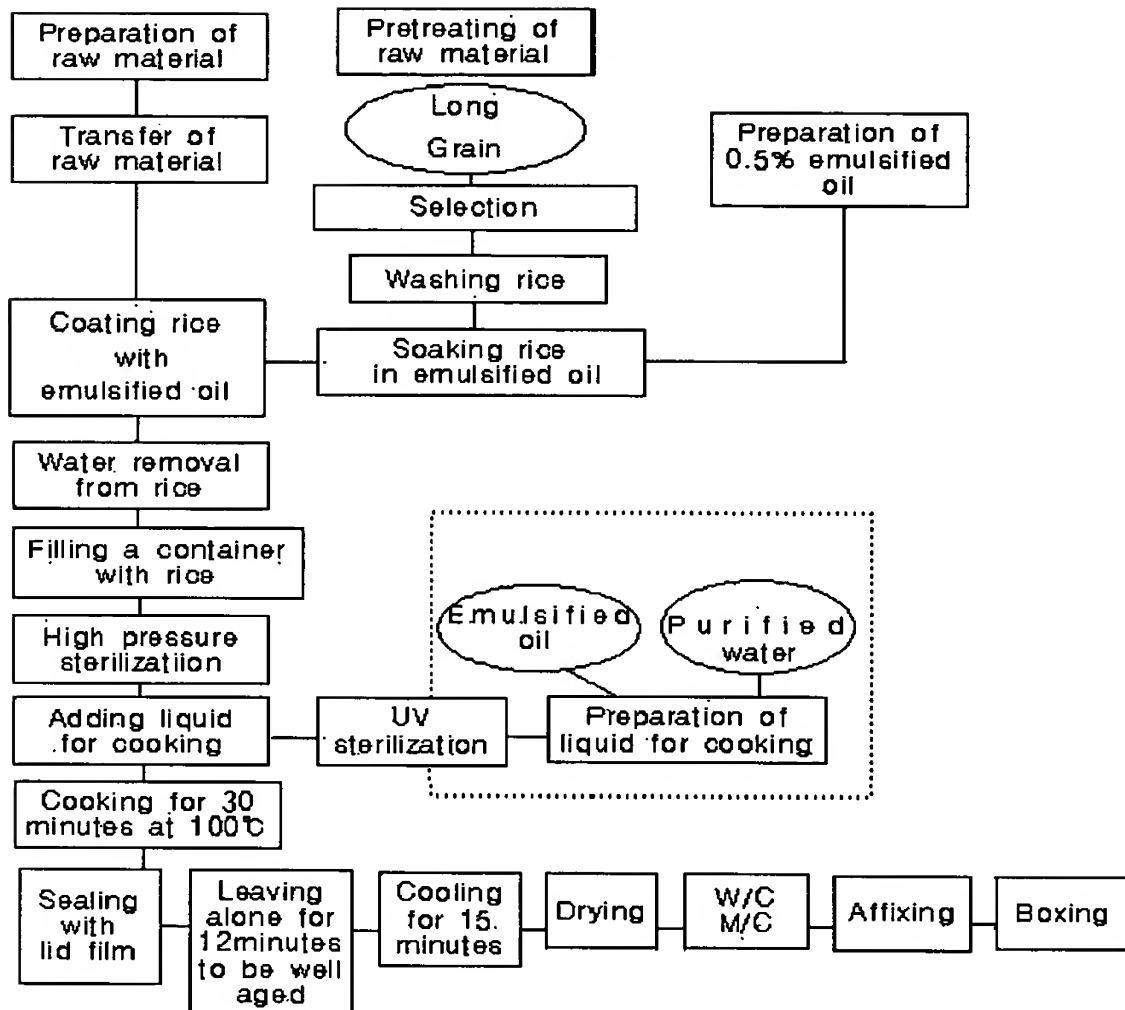 Preparation of
raw material
Pretreating of
raw material
Transfer of
raw material
Long
Grain
Preparation of
0.5% emulsified
oil
Selection
Washing rice
Coating rice
with
emulsified oil
Soaking rice
in emulsified oil
Water removal
from rice
Filling a container
with rice
High pressure
sterilizatiion
Emulsified
oil
Purified
water
Adding liquid
for cooking
UV
sterilization
Preparation of
liquid for cooking
Cooking for 30
minutes at 100℃
Sealing
with
lid film
Leaving
alone for
12minutes
to be well
aged
Cooling
for 15.
minutes
Drying
W/C
M/C
Affixing
Boxing